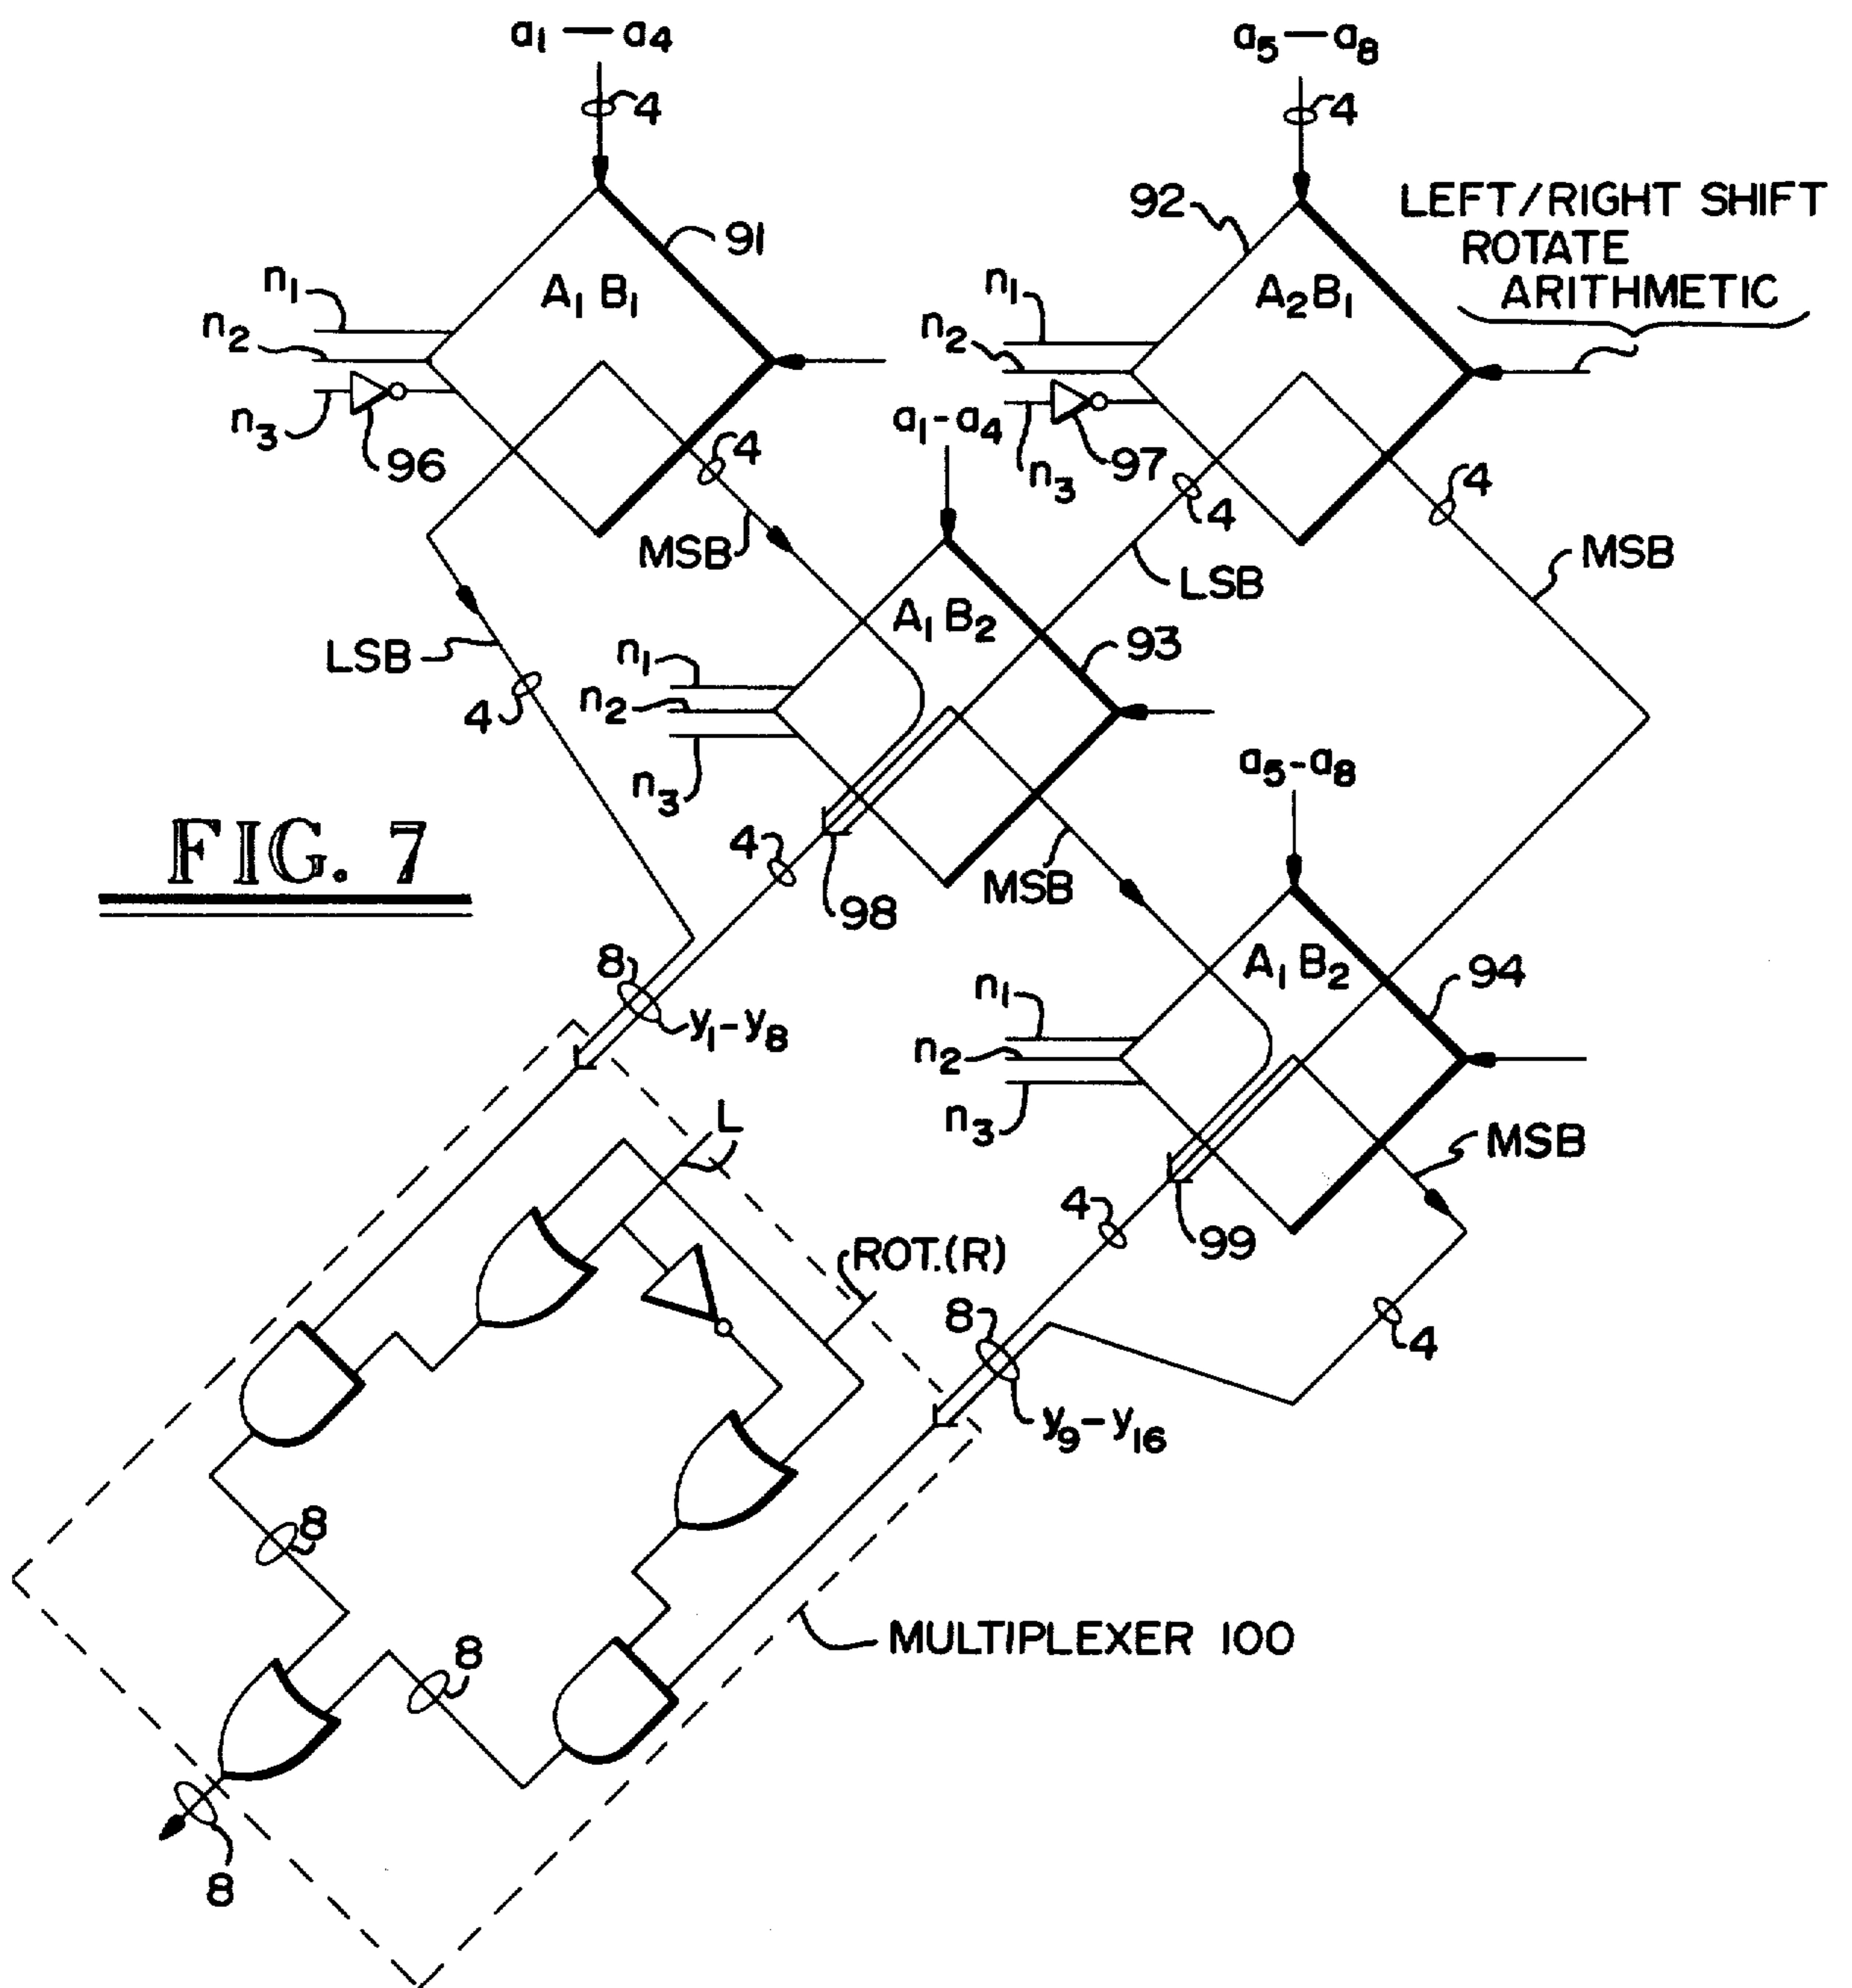 a₁ — a₄
a₅ — a₈
4
4
92
LEFT/RIGHT SHIFT
ROTATE
ARITHMETIC
91
n₁
A₁ B₁
n₁
A₂B₁
n₂
n₂
n₃
96
4
a₁-a₄
n₃
97
4
4
MSB
MSB
LSB
LSB
A₁ B₂
93
n₁
4
n₂
n₃
a₅-a₈
FIG. 7
4
98
MSB
A₁ B₂
94
8
n₁
y₁-y₈
n₂
n₃
L
MSB
4
99
ROT.(R)
8
4
y₉-y₁₆
8
MULTIPLEXER 100
8
8